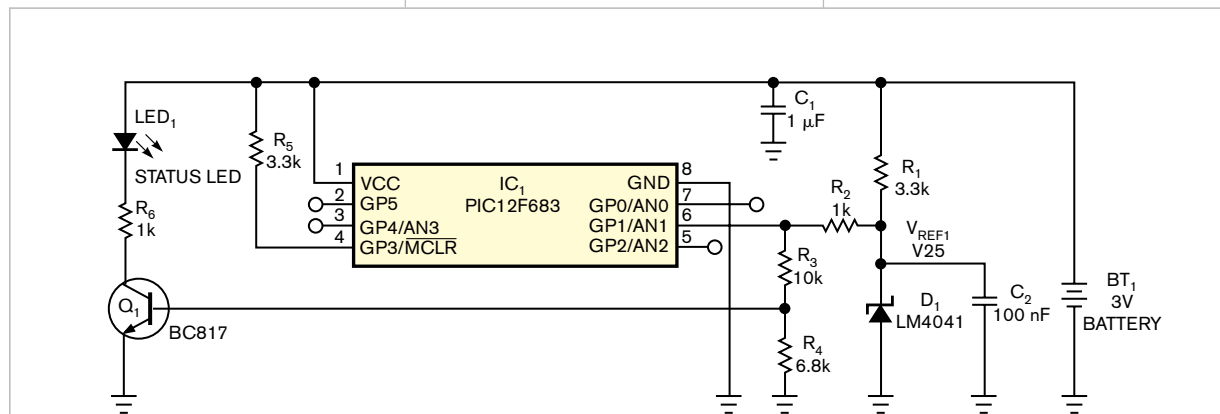 LED1
STATUS LED
R6
1k
Q1
BC817
R5
3.3k
1
2
3
4
VCC
GP5
GP4/AN3
GP3/MCLR
IC1
PIC12F683
GND
GP0/AN0
GP1/AN1
GP2/AN2
8
7
6
5
C1
1 μF
R1
3.3k
R2
1k
R3
10k
R4
6.8k
VREF1
V25
D1
LM4041
C2
100 nF
BT1
3V
BATTERY